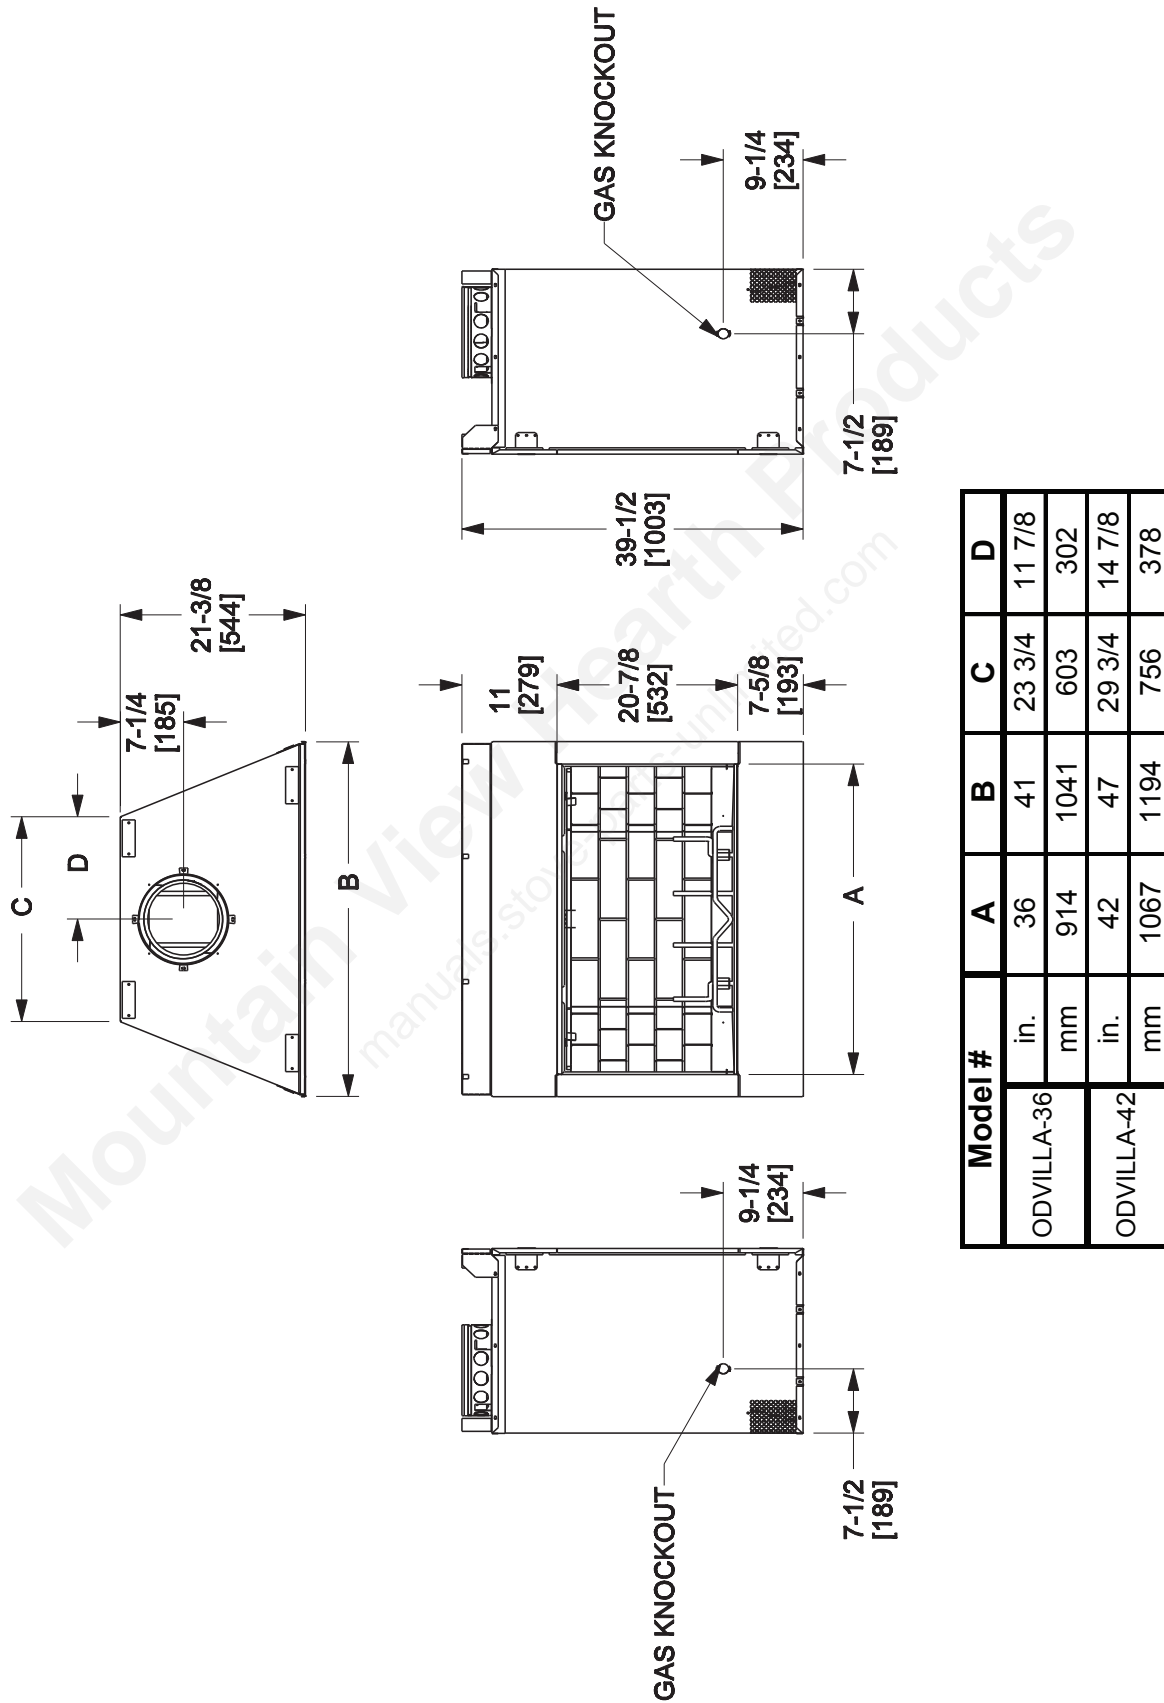 C
D
7-1/4
[185]
21-3/8
[544]
B
GAS KNOCKOUT
9-1/4
[234]
7-1/2
[189]
11
[279]
20-7/8
[532]
7-5/8
[193]
A
39-1/2
[1003]
GAS KNOCKOUT
9-1/4
[234]
7-1/2
[189]
Model # A B C D
ODVILLA-36 in. 36 41 23 3/4 11 7/8
mm 914 1041 603 302
ODVILLA-42 in. 42 47 29 3/4 14 7/8
mm 1067 1194 756 378
Mountain View Hearth Products
manuals.stove-parts-unlimited.com